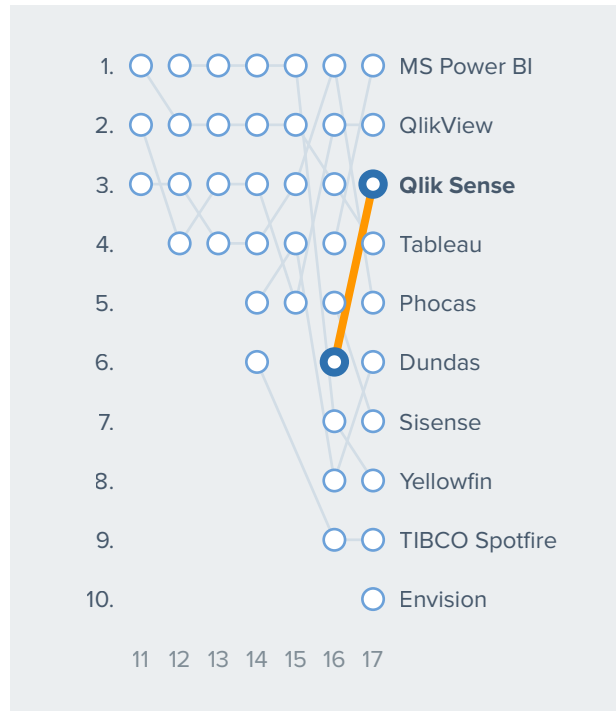 1. MS Power BI
2. QlikView
3. Qlik Sense
4. Tableau
5. Phocas
6. Dundas
7. Sisense
8. Yellowfin
9. TIBCO Spotfire
10. Envision
11 12 13 14 15 16 17